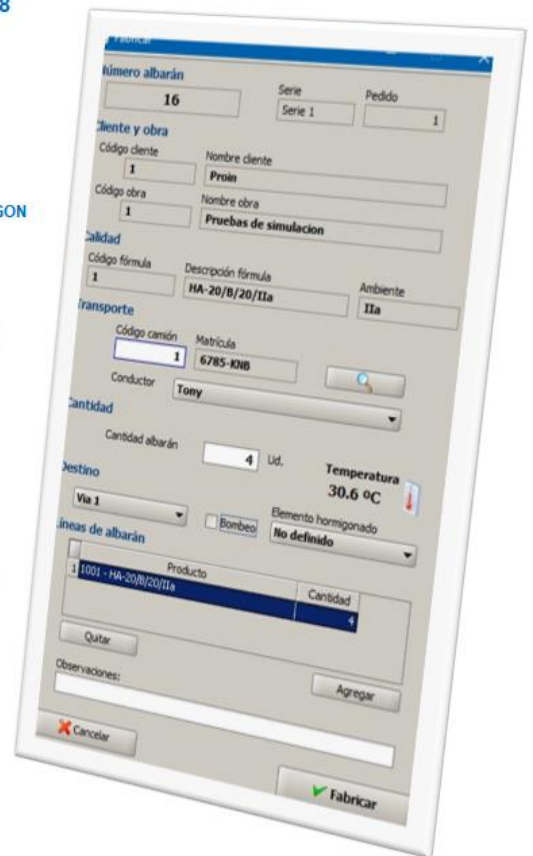 8
GON
Fabricar
Número albarán
Serie
Pedido
16
Serie 1
1
Cliente y obra
Código cliente
Nombre cliente
1
Proin
Código obra
Nombre obra
1
Pruebas de simulacion
Calidad
Código fórmula
Descripción fórmula
Ambiente
1
HA-20/B/20/IIa
IIa
Transporte
Código camión
Matrícula
1
6785-KNB
Conductor
Tony
Cantidad
Cantidad albarán
4
Ud.
Temperatura
30.6 ºC
Destino
Elemento hormigonado
Via 1
Bombeo
No definido
Líneas de albarán
Producto
Cantidad
1
1001 - HA-20/B/20/IIa
4
Quitar
Agregar
Observaciones:
Cancelar
Fabricar